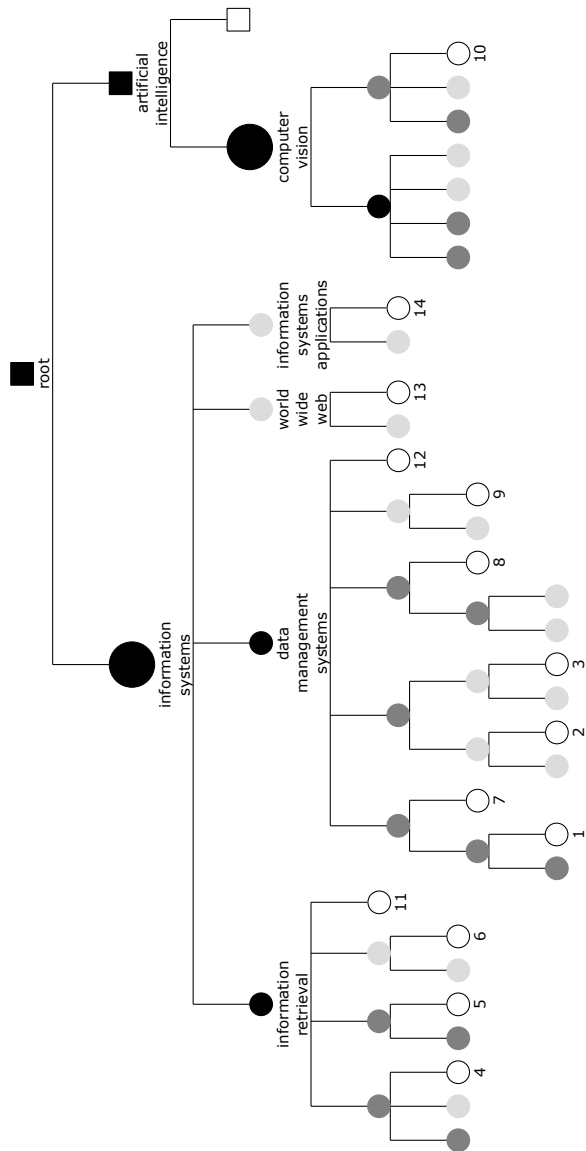 root
information
systems
artificial
intelligence
information
retrieval
data
management
systems
world
wide
web
information
systems
applications
computer
vision
11
12
13
14
4
5
6
7
8
9
10
1
2
3